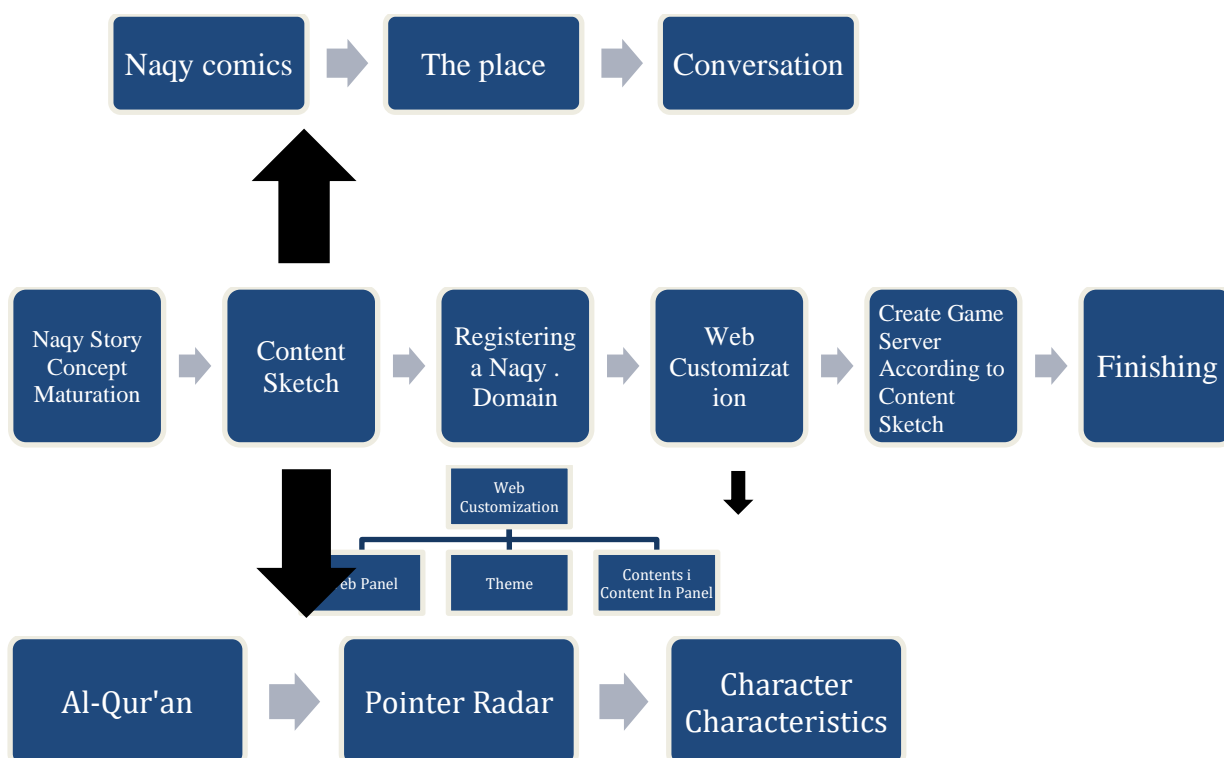 Naqy comics
The place
Conversation
Naqy Story
Concept
Maturation
Content
Sketch
Registering
a Naqy .
Domain
Web
Customizat
ion
Create Game
Server
According to
Content
Sketch
Finishing
Web
Customization
eb Panel
Theme
Contents i
Content In Panel
Al-Qur'an
Pointer Radar
Character
Characteristics